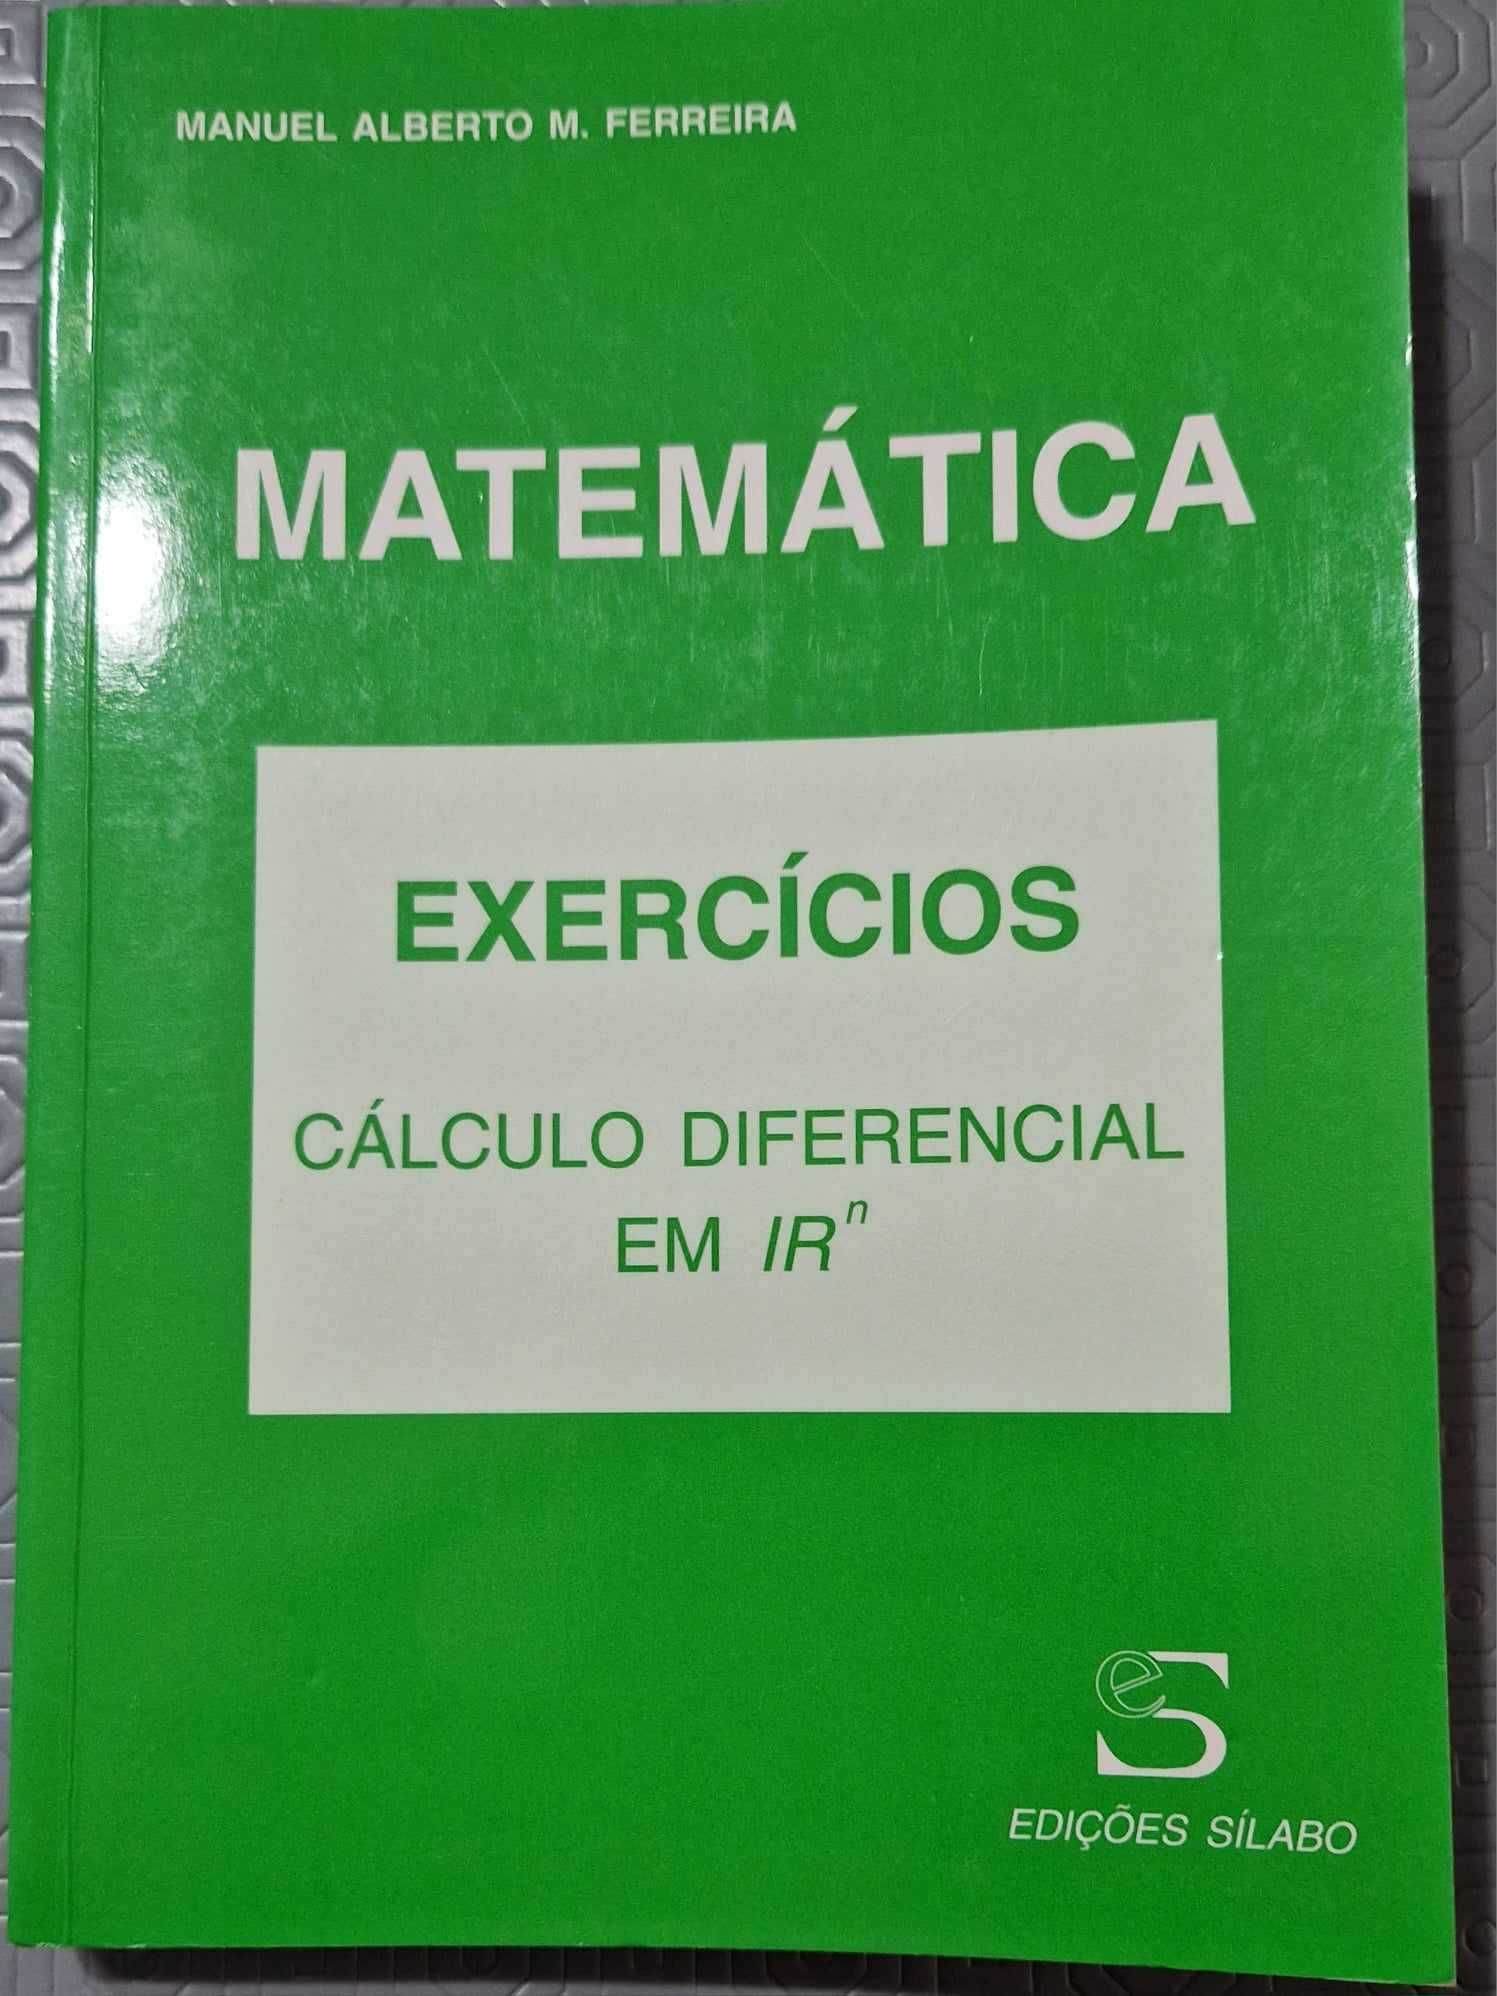 MANUEL ALBERTO M. FERREIRA
MATEMÁTICA
EXERCÍCIOS
CÁLCULO DIFERENCIAL
EM IRⁿ
eS
EDIÇÕES SÍLABO